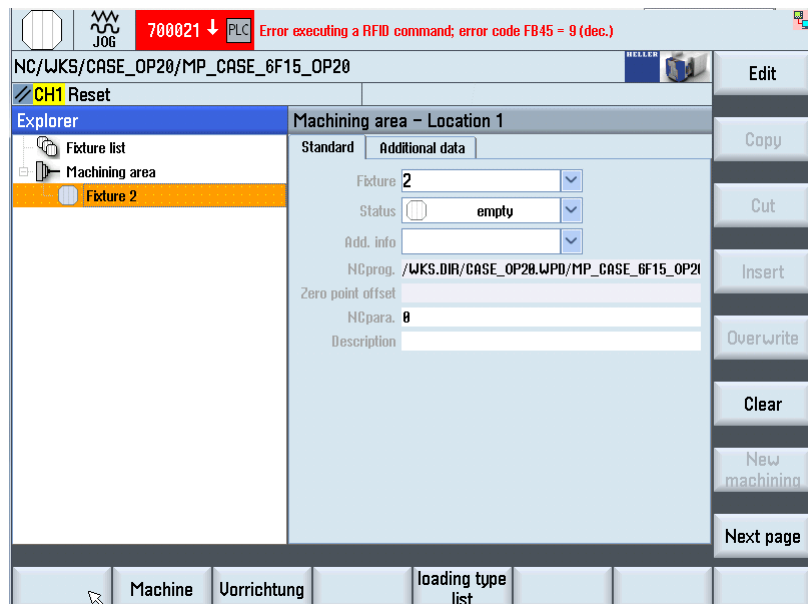 JOG
700021 ↓ PLC Error executing a RFID command; error code FB45 = 9 (dec.)
NC/WKS/CASE_OP20/MP_CASE_6F15_OP20
HELLER
CH1 Reset
Explorer
Fixture list
Machining area
Fixture 2
Machining area - Location 1
Standard
Additional data
Fixture 2
Status empty
Add. info
NCprog. /WKS.DIR/CASE_OP20.WPD/MP_CASE_6F15_OP20
Zero point offset
NCpara. 0
Description
Edit
Copy
Cut
Insert
Overwrite
Clear
New
machining
Next page
Machine
Vorrichtung
loading type
list